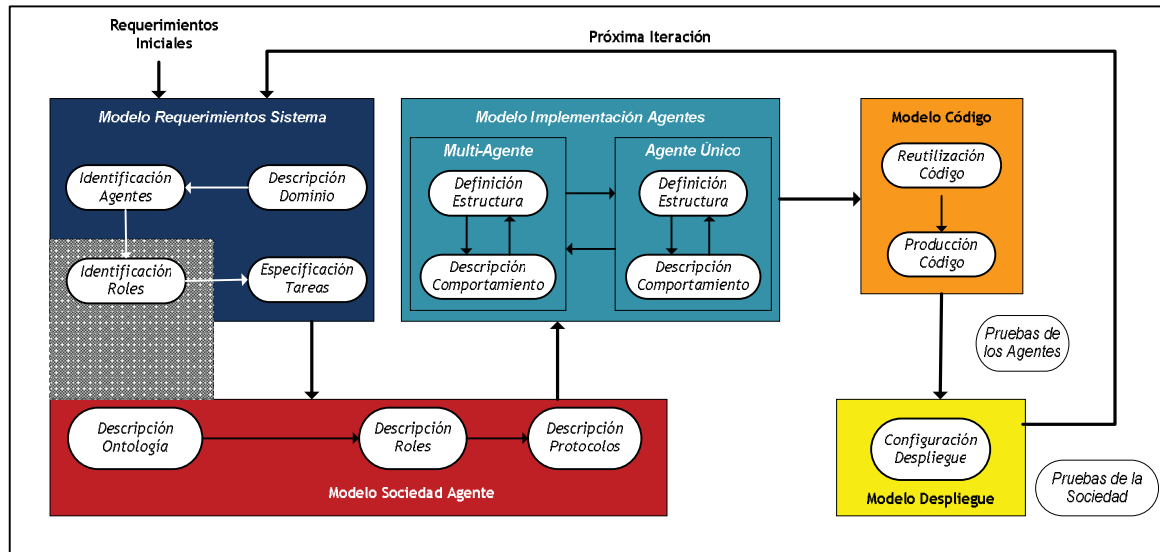 Requerimientos
Iniciales
Próxima Iteración
Modelo Requerimientos Sistema
Identificación
Agentes
Descripción
Dominio
Identificación
Roles
Especificación
Tareas
Modelo Implementación Agentes
Multi-Agente
Definición
Estructura
Descripción
Comportamiento
Agente Único
Definición
Estructura
Descripción
Comportamiento
Modelo Código
Reutilización
Código
Producción
Código
Pruebas de
los Agentes
Descripción
Ontología
Descripción
Roles
Descripción
Protocolos
Modelo Sociedad Agente
Configuración
Despliegue
Modelo Despliegue
Pruebas de la
Sociedad